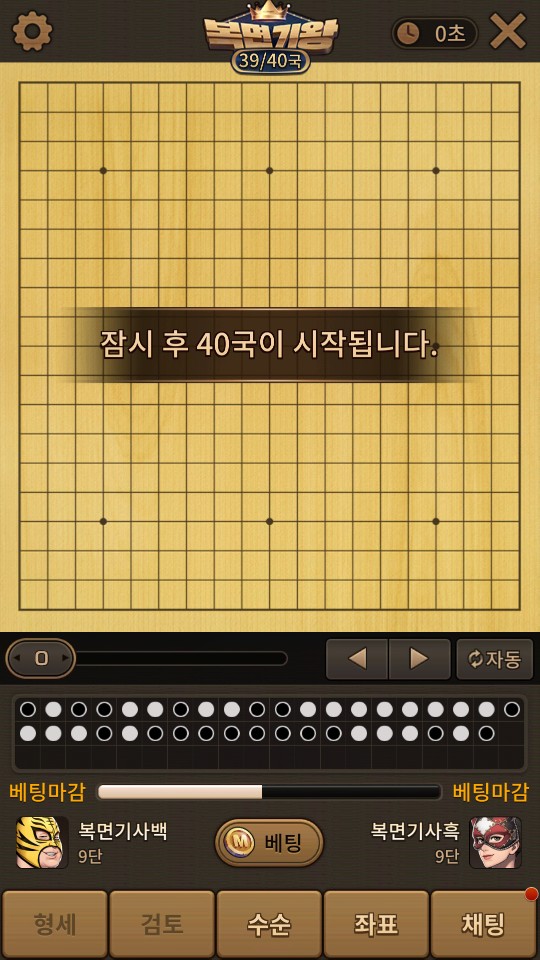 복면기왕
0초
39/40국
잠시 후 40국이 시작됩니다.
0
자동
베팅마감
베팅마감
복면기사백
9단
M
베팅
복면기사흑
9단
형세
검토
수순
좌표
채팅